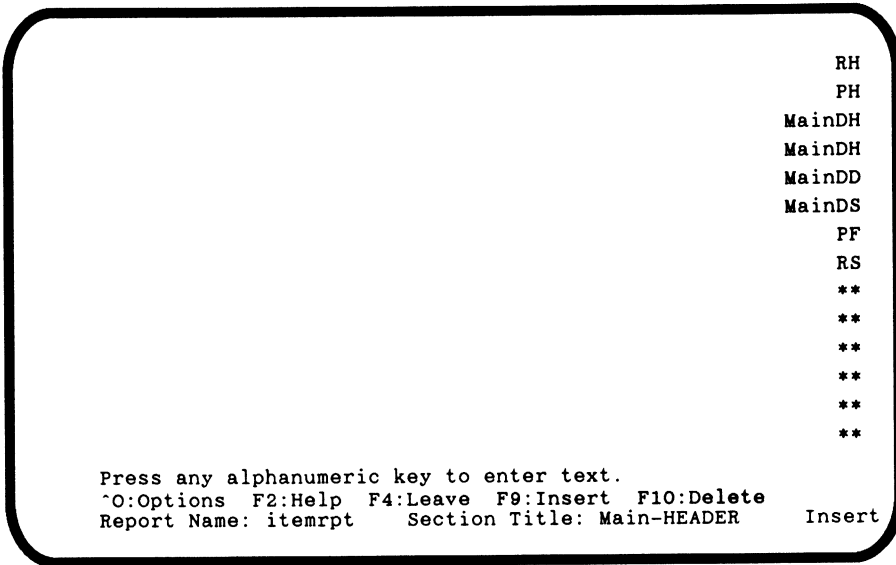 RH
PH
MainDH
MainDH
MainDD
MainDS
PF
RS
**
**
**
**
**
**
Press any alphanumeric key to enter text.
^O:Options F2:Help F4:Leave F9:Insert F10:Delete
Report Name: itemrpt Section Title: Main-HEADER Insert